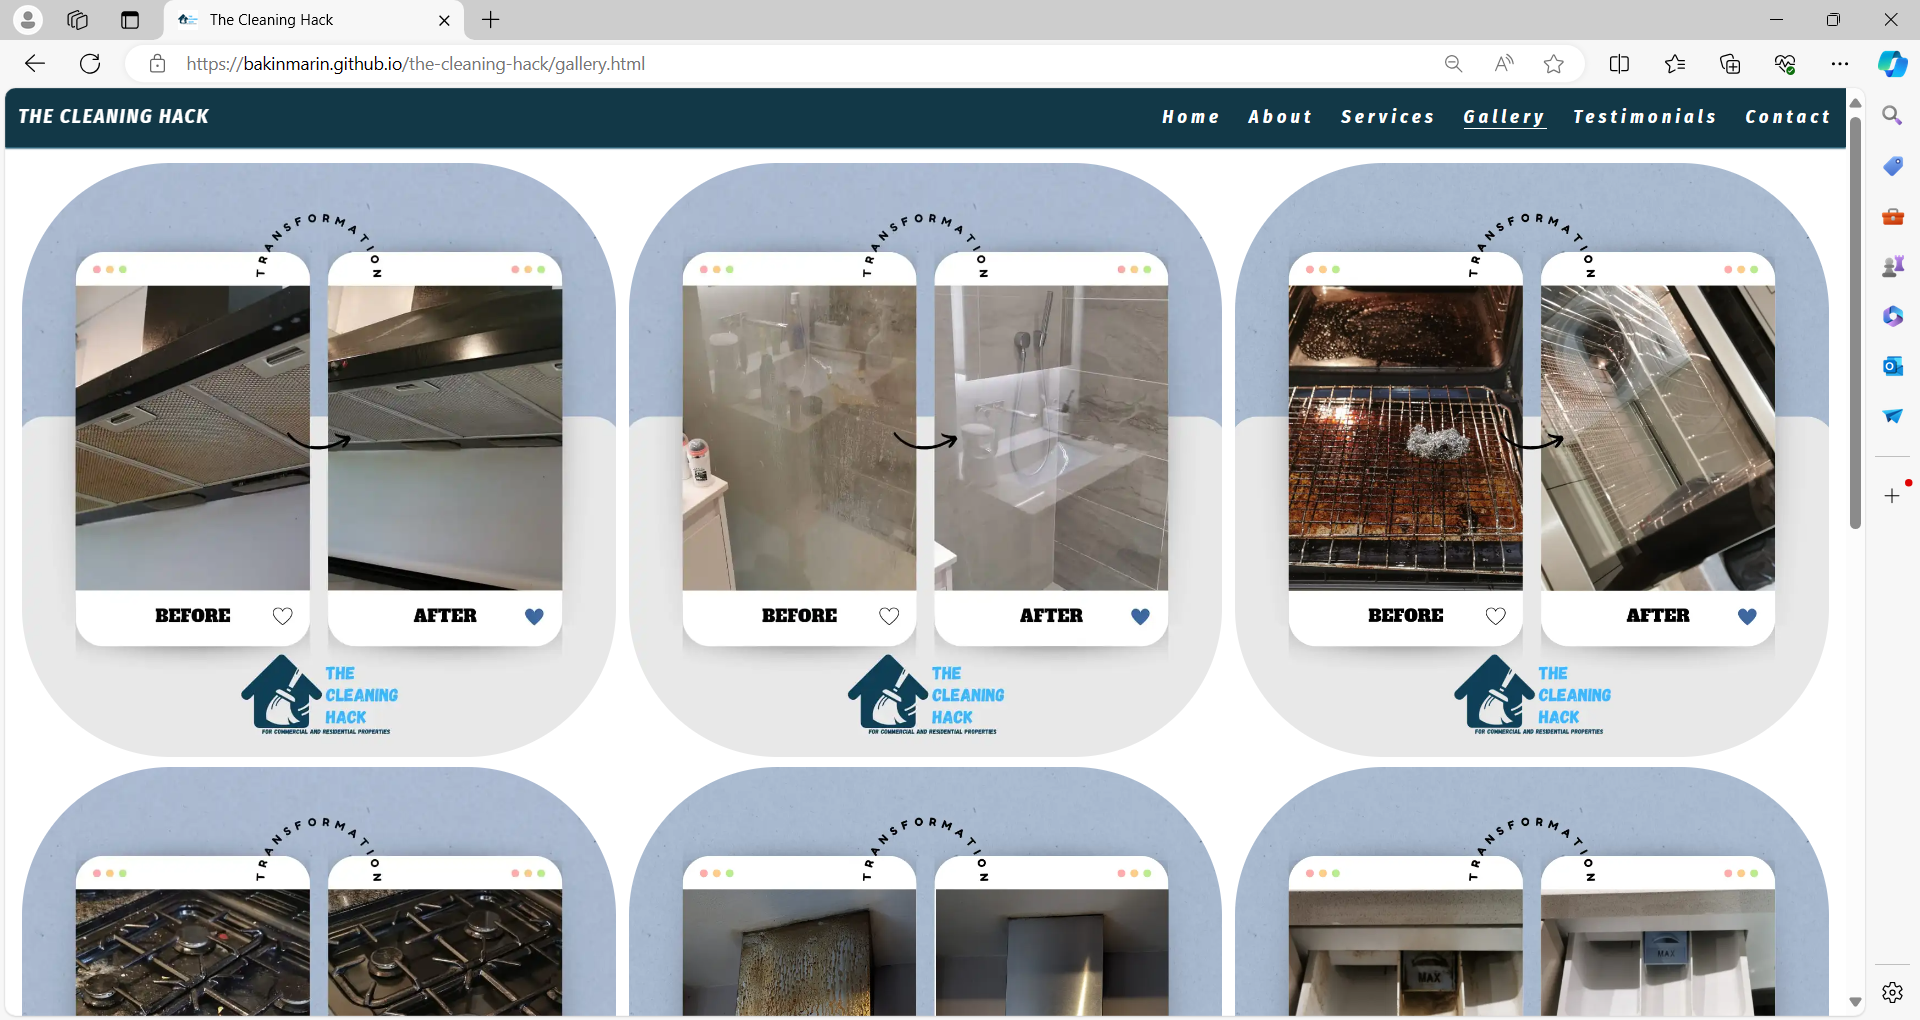 The Cleaning Hack
https://bakinmarin.github.io/the-cleaning-hack/gallery.html
THE CLEANING HACK
Home About Services Gallery Testimonials Contact
TRANSFORMATION
TRANSFORMATION
TRANSFORMATION
BEFORE
AFTER
BEFORE
AFTER
BEFORE
AFTER
THE
CLEANING
HACK
FOR COMMERCIAL AND RESIDENTIAL PROPERTIES
THE
CLEANING
HACK
FOR COMMERCIAL AND RESIDENTIAL PROPERTIES
THE
CLEANING
HACK
FOR COMMERCIAL AND RESIDENTIAL PROPERTIES
TRANSFORMATION
TRANSFORMATION
TRANSFORMATION
MAX
MAX